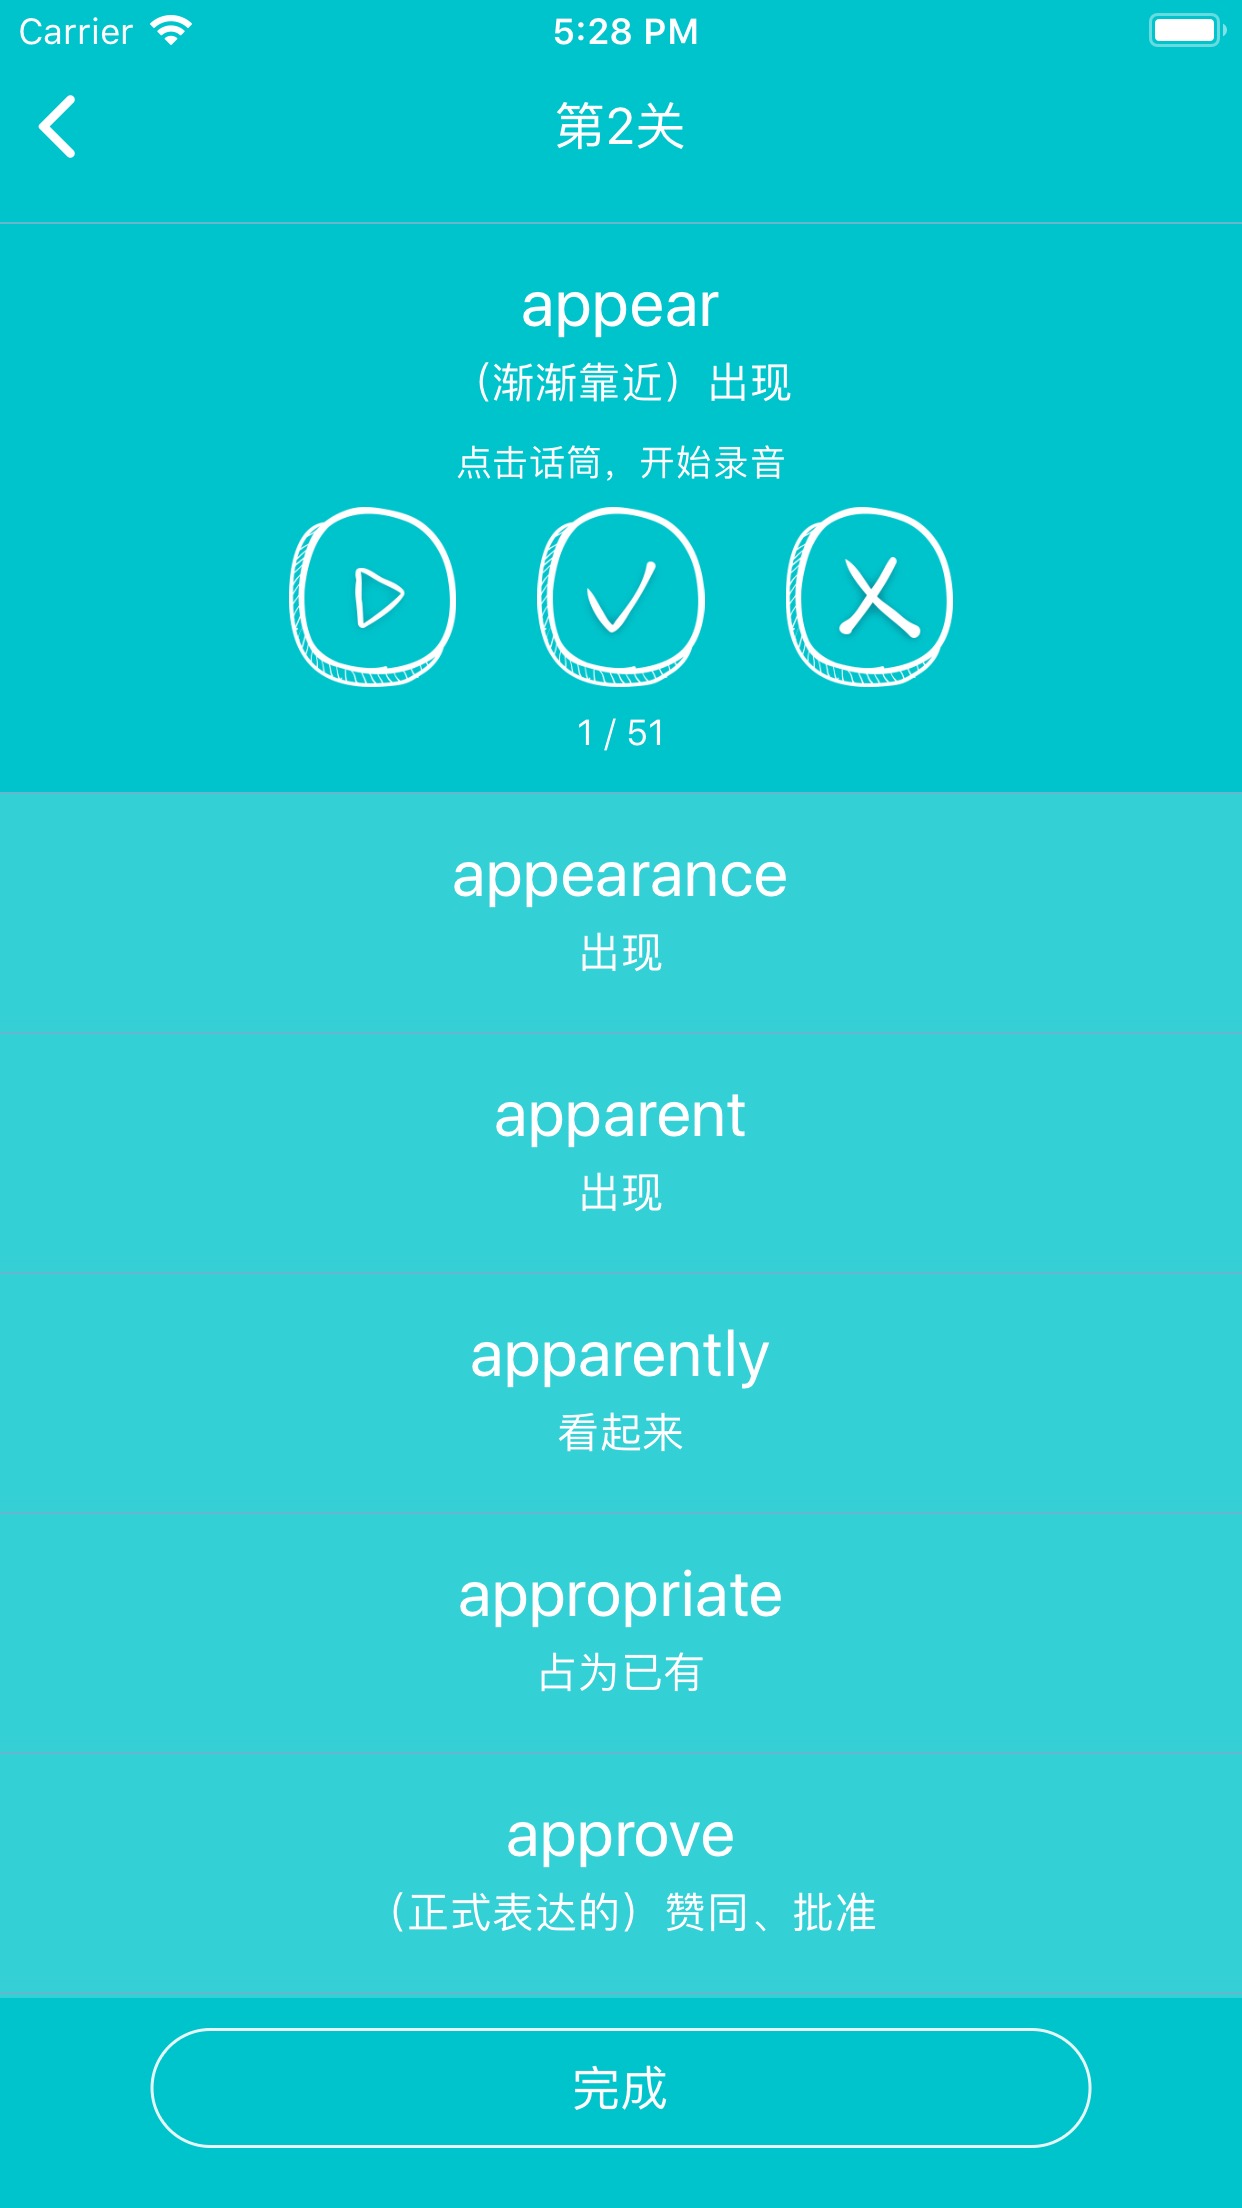 Carrier 5:28 PM
第2关
appear
（渐渐靠近）出现
点击话筒，开始录音
1 / 51
appearance
出现
apparent
出现
apparently
看起来
appropriate
占为已有
approve
（正式表达的）赞同、批准
完成